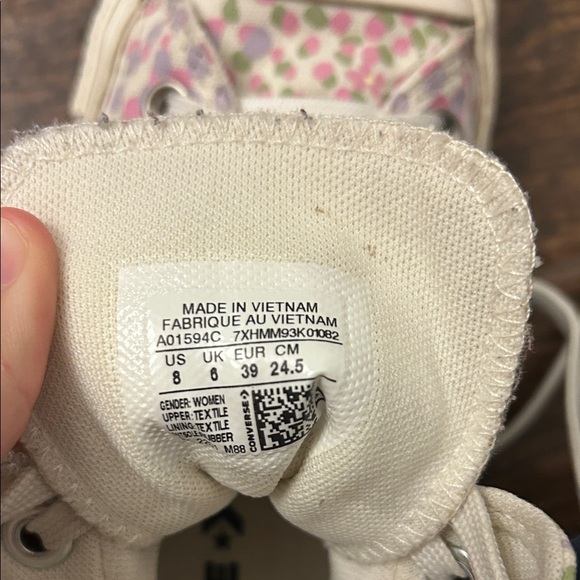 MADE IN VIETNAM
FABRIQUE AU VIETNAM
A01594C 7XHMM93K01082
US UK EUR CM
8 6 39 24.5
GENDER: WOMEN
UPPER: TEXTILE
LINING: TEXTILE
RUBBER
M88
CONVERSE